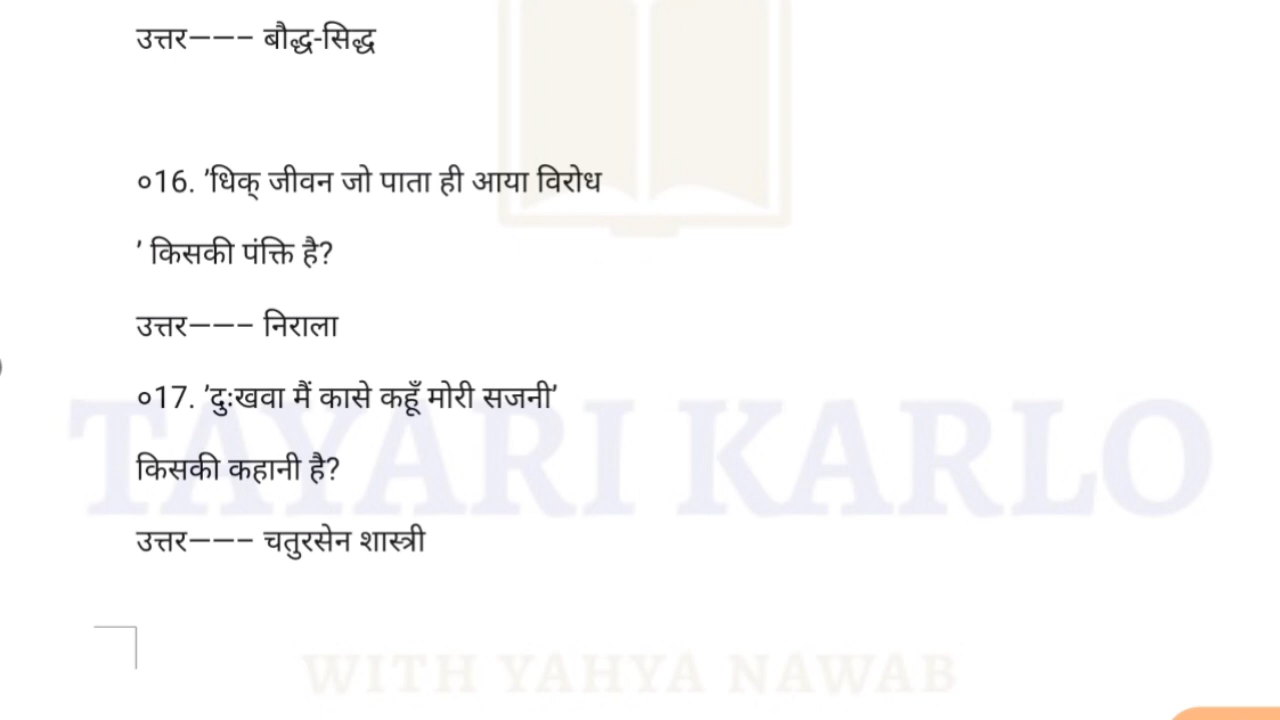 उत्तर–––– बौद्ध-सिद्ध
०16. 'धिक् जीवन जो पाता ही आया विरोध
' किसकी पंक्ति है?
उत्तर–––– निराला
०17. 'दुःखवा मैं कासे कहूँ मोरी सजनी'
TAYARI KARLO
किसकी कहानी है?
उत्तर–––– चतुरसेन शास्त्री
WITH YAHYA NAWAB